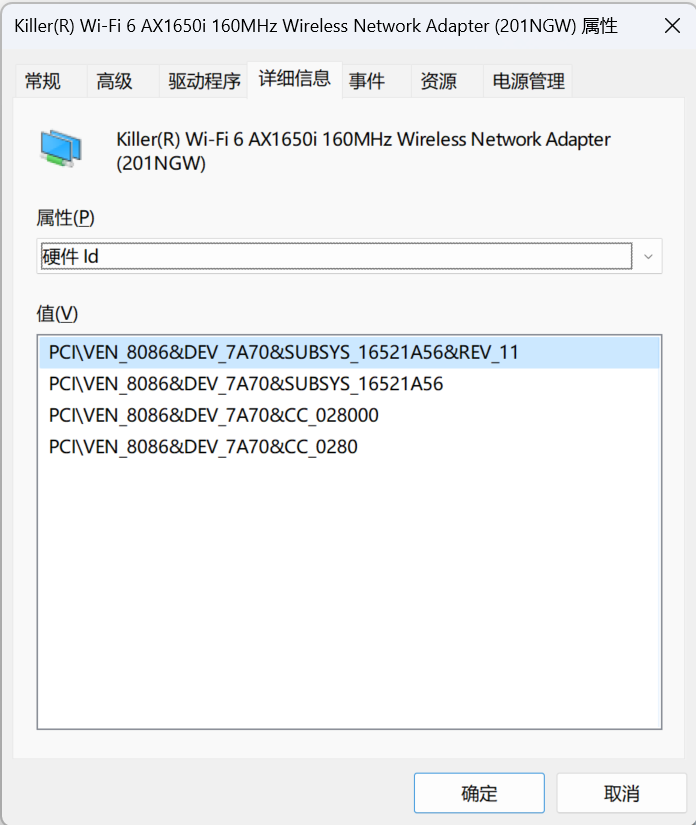 Killer(R) Wi-Fi 6 AX1650i 160MHz Wireless Network Adapter (201NGW) 属性
常规 高级 驱动程序 详细信息 事件 资源 电源管理
Killer(R) Wi-Fi 6 AX1650i 160MHz Wireless Network Adapter
(201NGW)
属性(P)
硬件 Id
值(V)
PCI\VEN_8086&DEV_7A70&SUBSYS_16521A56&REV_11
PCI\VEN_8086&DEV_7A70&SUBSYS_16521A56
PCI\VEN_8086&DEV_7A70&CC_028000
PCI\VEN_8086&DEV_7A70&CC_0280
确定 取消